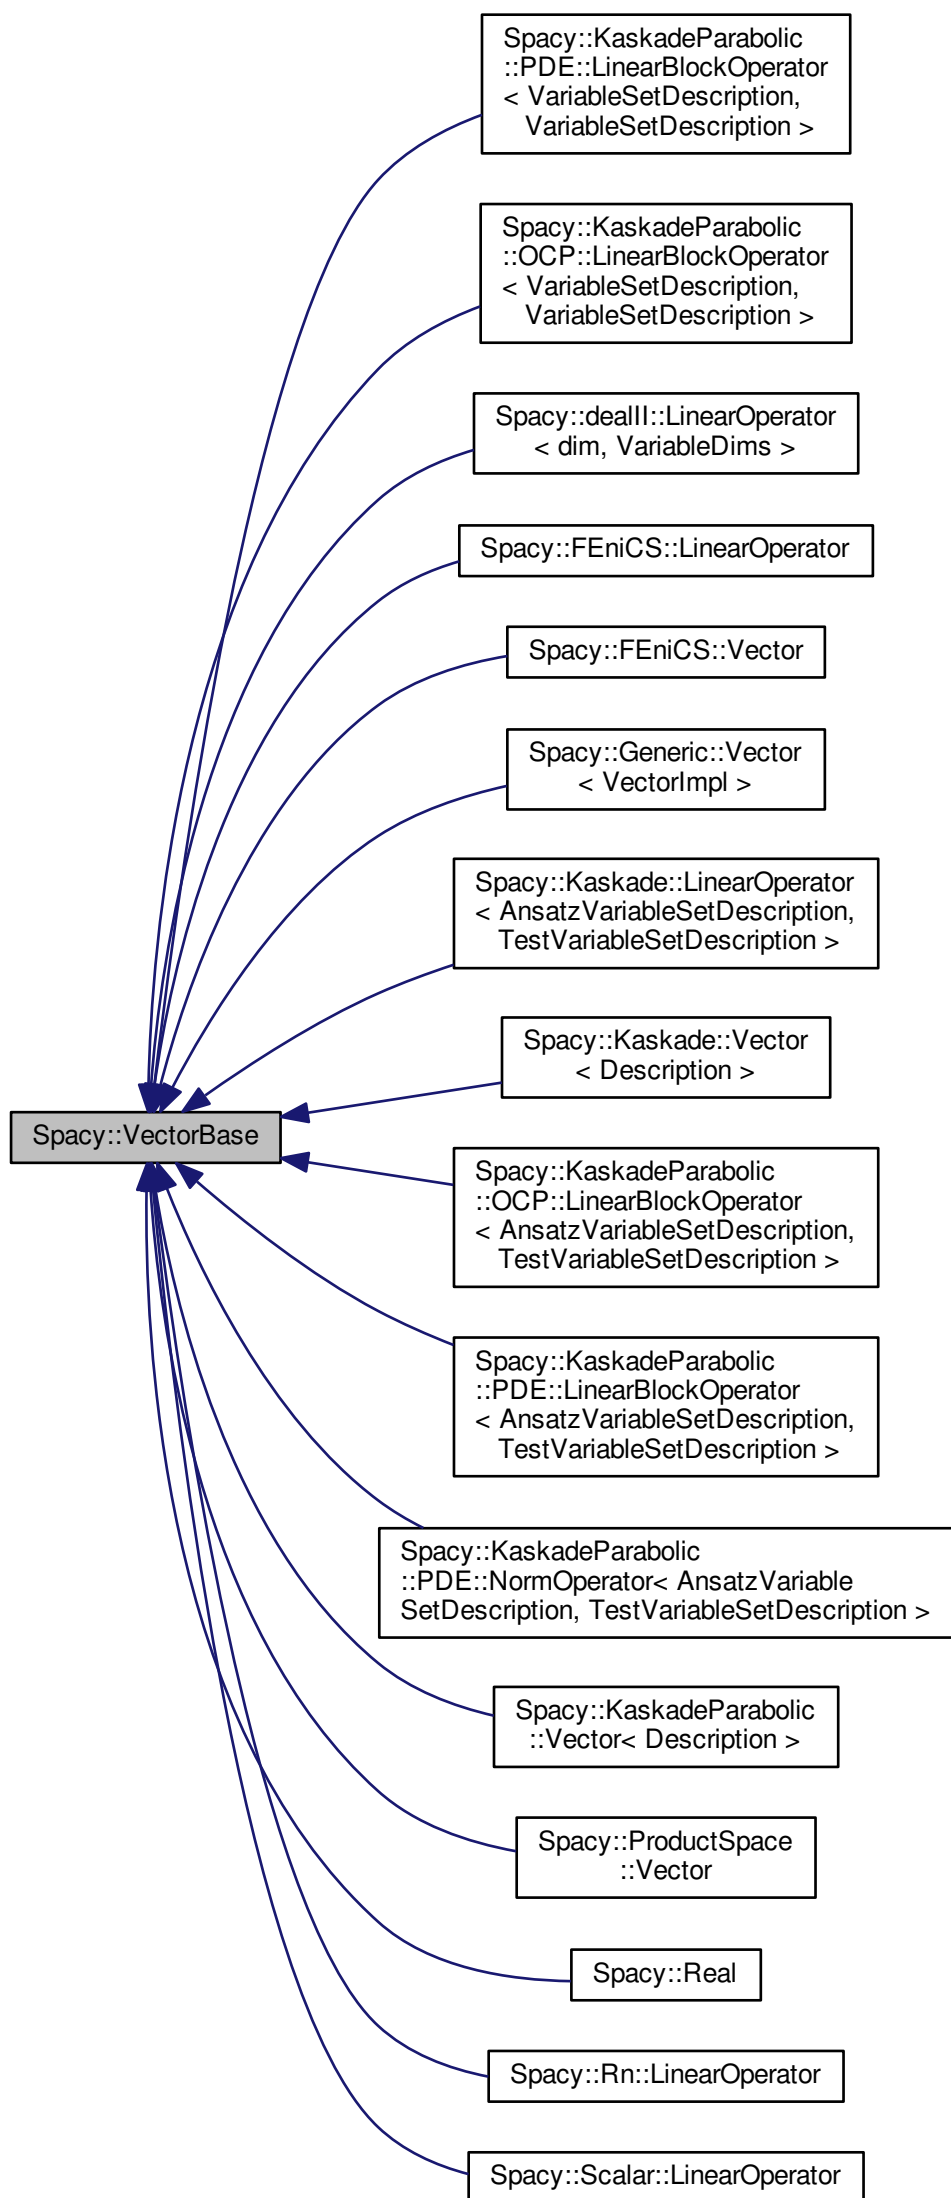 Spacy::KaskadeParabolic
::PDE::LinearBlockOperator
< VariableSetDescription,
VariableSetDescription >
Spacy::KaskadeParabolic
::OCP::LinearBlockOperator
< VariableSetDescription,
VariableSetDescription >
Spacy::dealII::LinearOperator
< dim, VariableDims >
Spacy::FEniCS::LinearOperator
Spacy::FEniCS::Vector
Spacy::Generic::Vector
< VectorImpl >
Spacy::Kaskade::LinearOperator
< AnsatzVariableSetDescription,
TestVariableSetDescription >
Spacy::Kaskade::Vector
< Description >
Spacy::VectorBase
Spacy::KaskadeParabolic
::OCP::LinearBlockOperator
< AnsatzVariableSetDescription,
TestVariableSetDescription >
Spacy::KaskadeParabolic
::PDE::LinearBlockOperator
< AnsatzVariableSetDescription,
TestVariableSetDescription >
Spacy::KaskadeParabolic
::PDE::NormOperator< AnsatzVariable
SetDescription, TestVariableSetDescription >
Spacy::KaskadeParabolic
::Vector< Description >
Spacy::ProductSpace
::Vector
Spacy::Real
Spacy::Rn::LinearOperator
Spacy::Scalar::LinearOperator